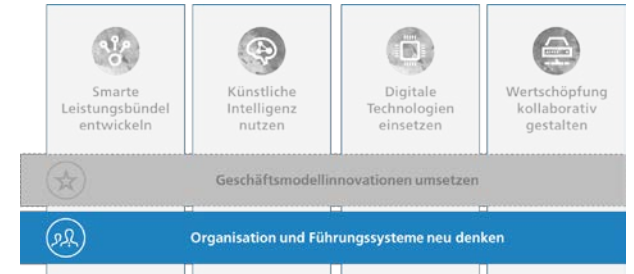 Smarte
Leistungsbündel
entwickeln
Künstliche
Intelligenz
nutzen
Digitale
Technologien
einsetzen
Wertschöpfung
kollaborativ
gestalten
Geschäftsmodellinnovationen umsetzen
Organisation und Führungssysteme neu denken